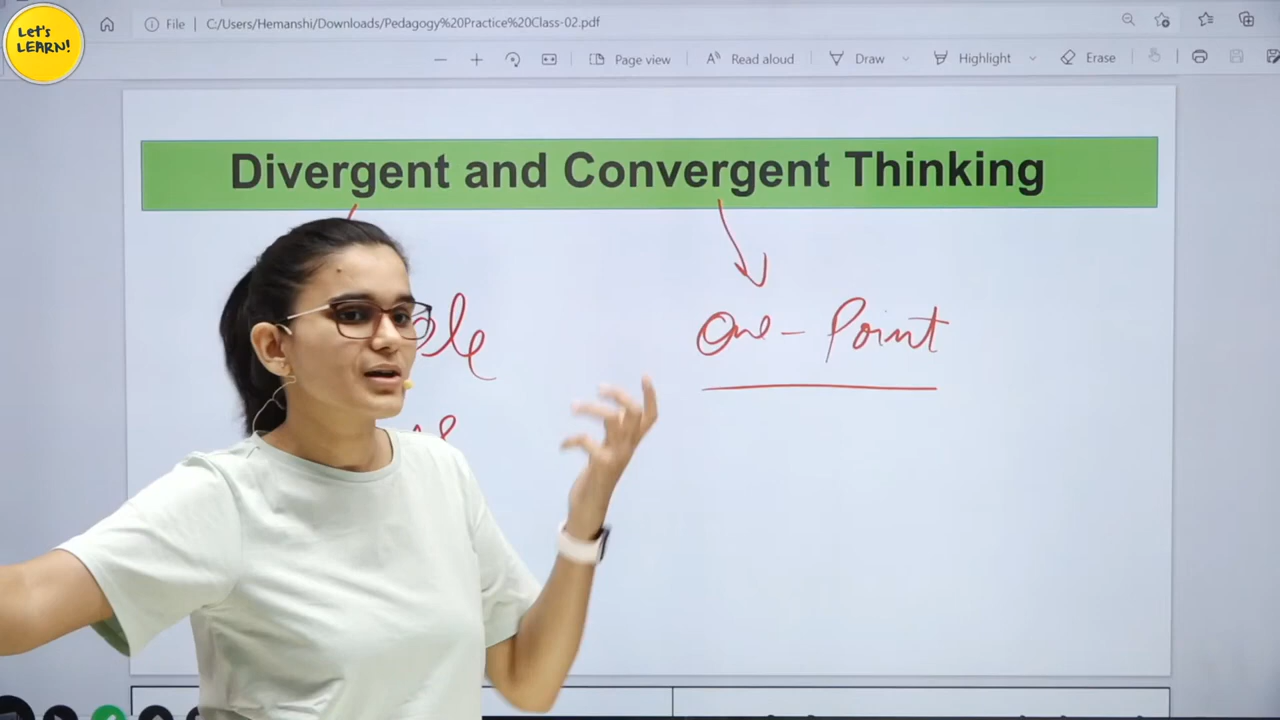 Let's
LEARN!
File | C:/Users/Hemanshi/Downloads/Pedagogy%20Practice%20Class-02.pdf
Page view | Read aloud Draw Highlight Erase
Divergent and Convergent Thinking
One-Point